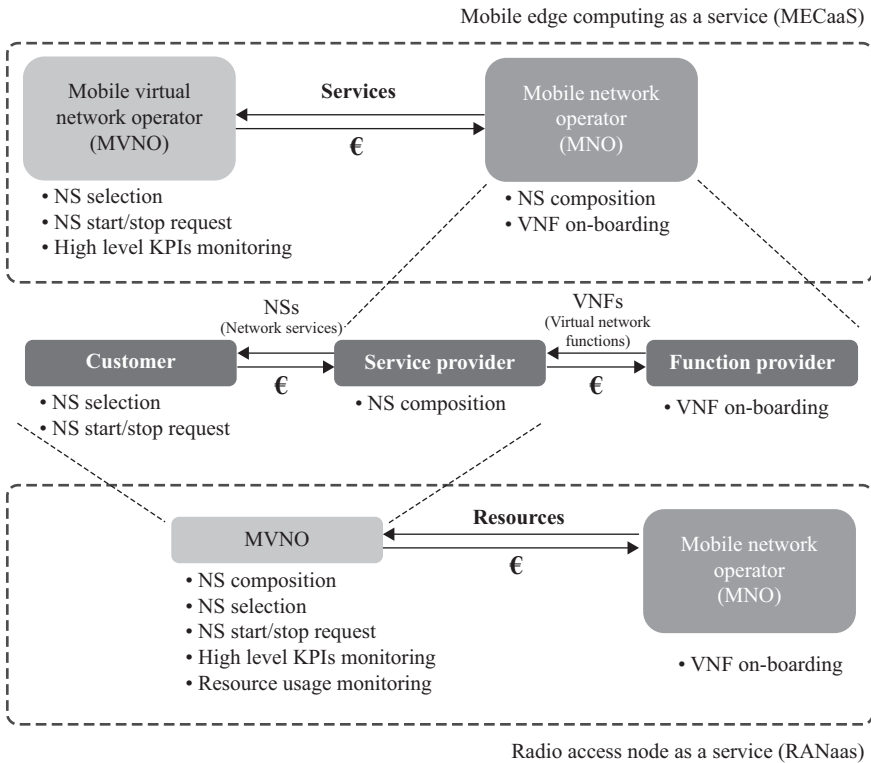 Mobile edge computing as a service (MECaaS)
Mobile virtual
network operator
(MVNO)
Services
€
Mobile network
operator
(MNO)
• NS selection
• NS start/stop request
• High level KPIs monitoring
• NS composition
• VNF on-boarding
NSs
(Network services)
VNFs
(Virtual network
functions)
Customer
€
Service provider
€
Function provider
• NS selection
• NS start/stop request
• NS composition
• VNF on-boarding
MVNO
Resources
€
Mobile network
operator
(MNO)
• NS composition
• NS selection
• NS start/stop request
• High level KPIs monitoring
• Resource usage monitoring
• VNF on-boarding
Radio access node as a service (RANaas)